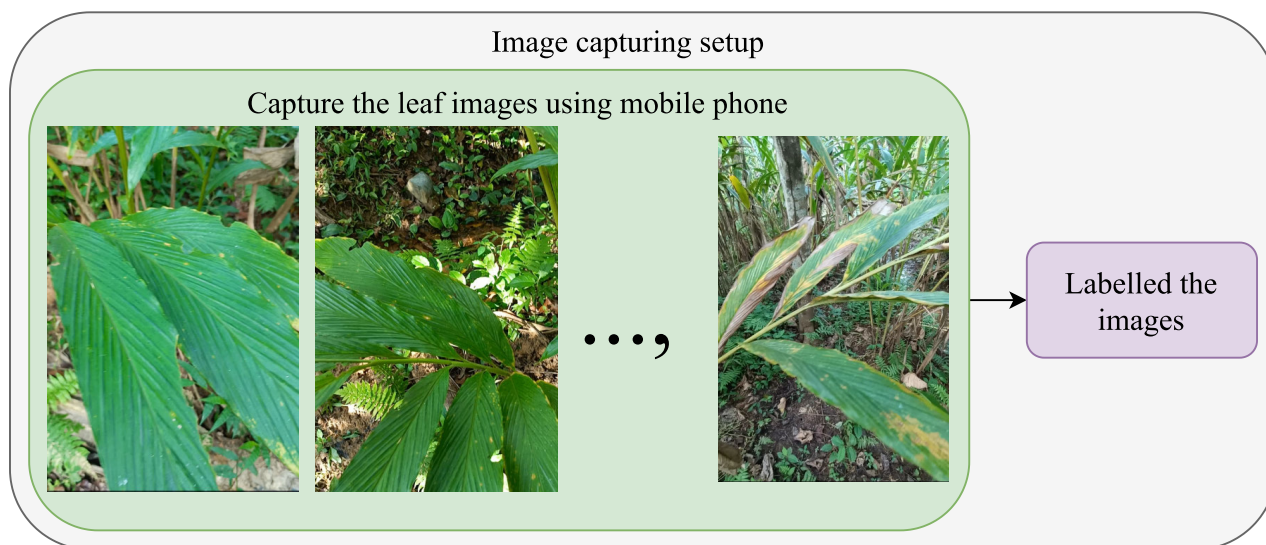 Image capturing setup
Capture the leaf images using mobile phone
...,
Labelled the
images